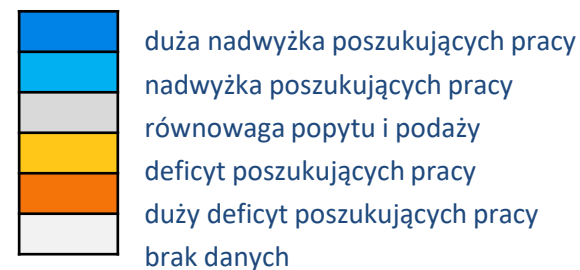 duża nadwyżka poszukujących pracy
nadwyżka poszukujących pracy
równowaga popytu i podaży
deficyt poszukujących pracy
duży deficyt poszukujących pracy
brak danych